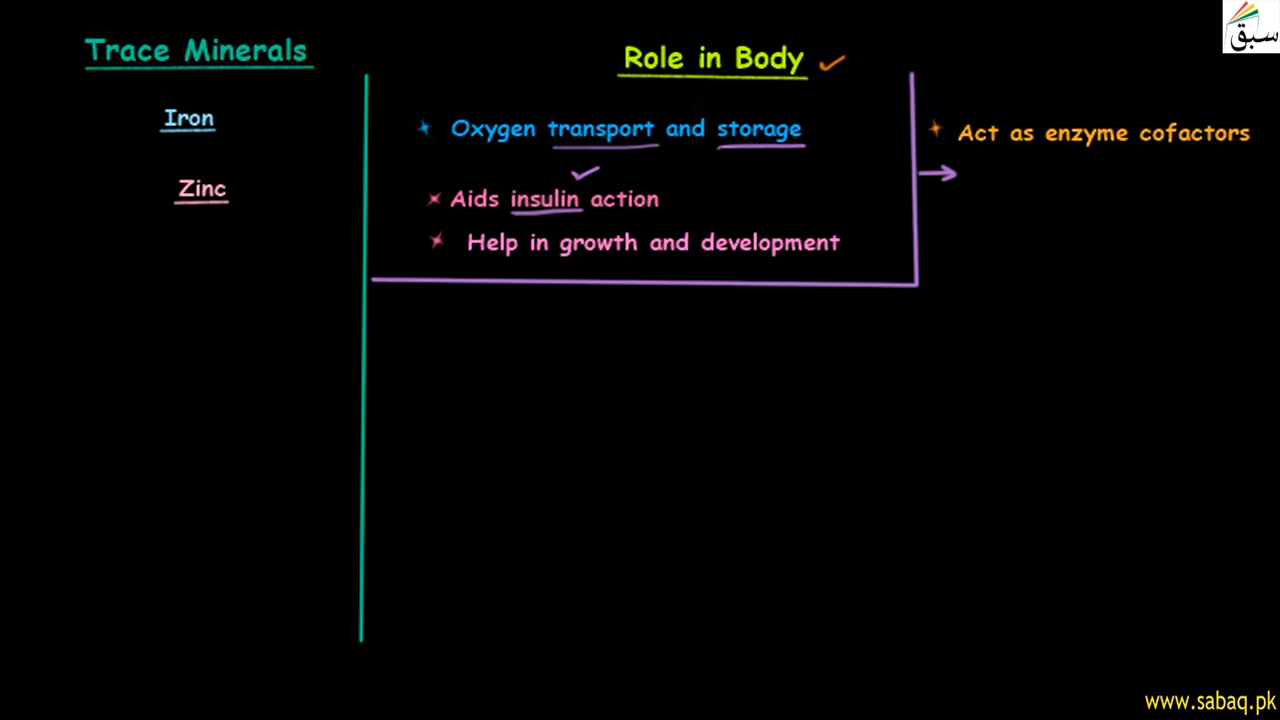 Trace Minerals
Role in Body
سبق
Iron
Oxygen transport and storage
Act as enzyme cofactors
Zinc
Aids insulin action
Help in growth and development
www.sabaq.pk